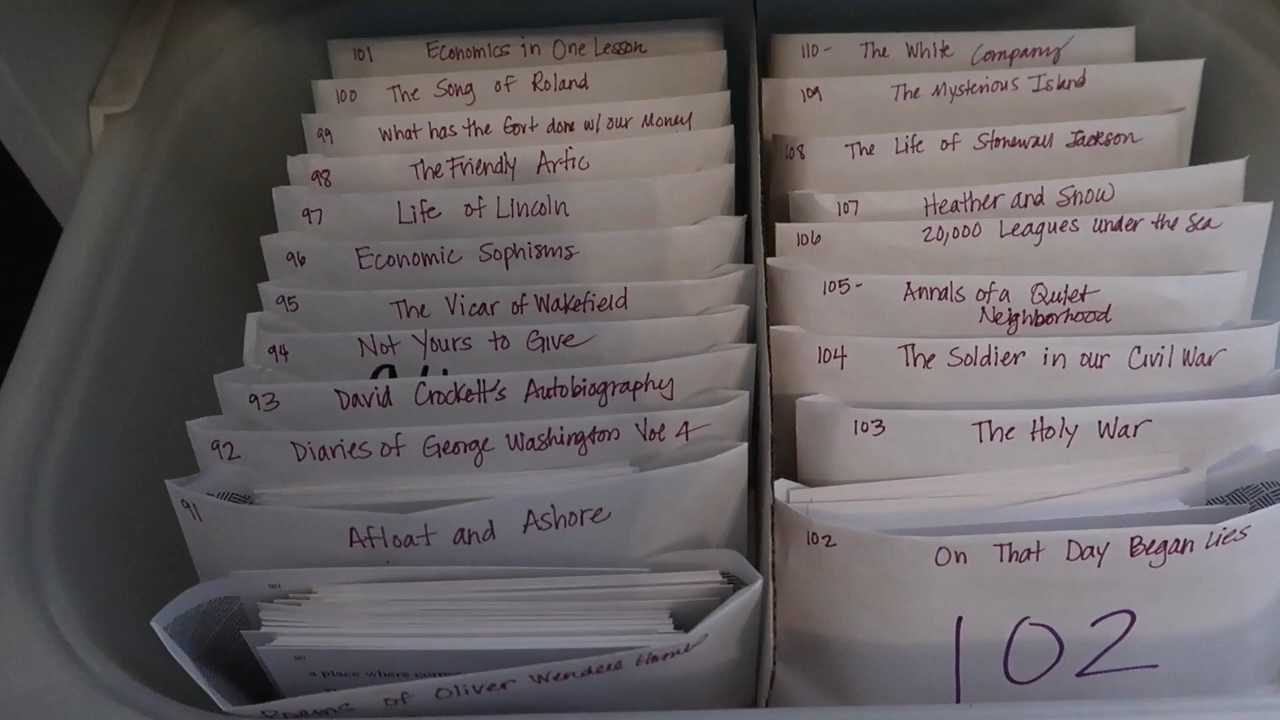 101 Economics in One Lesson
100 The Song of Roland
99 What has the Govt done w/ our Money
98 The Friendly Artic
97 Life of Lincoln
96 Economic Sophisms
95 The Vicar of Wakefield
94 Not Yours to Give
93 David Crockett's Autobiography
92 Diaries of George Washington Vol 4
91 Afloat and Ashore
a place where
Poems of Oliver Wendell
110- The White Company
109 The Mysterious Island
108 The Life of Stonewall Jackson
107 Heather and Snow
106 20,000 Leagues under the Sea
105- Annals of a Quiet
Neighborhood
104 The Soldier in our Civil War
103 The Holy War
102 On That Day Began Lies
102